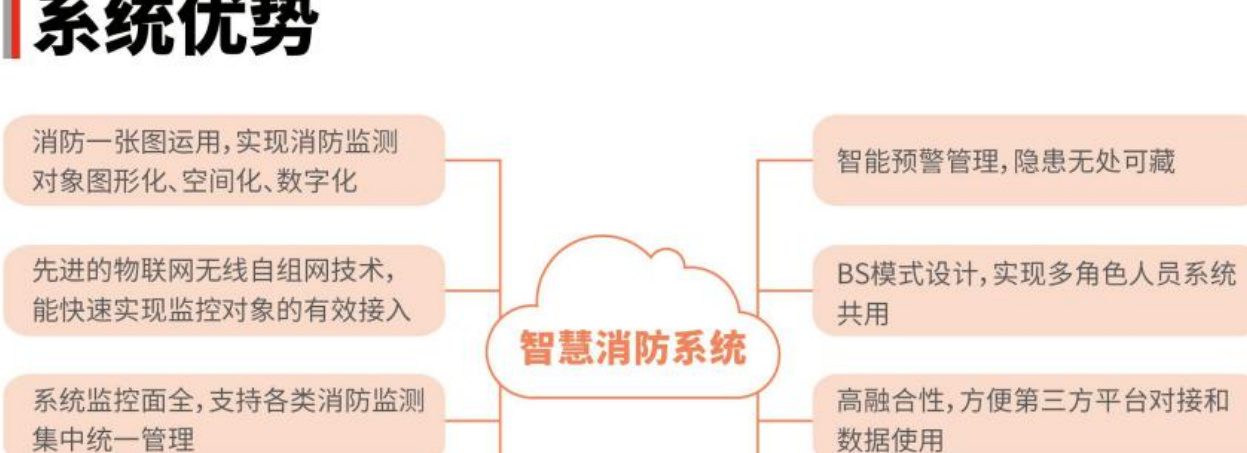 系统优势
消防一张图运用,实现消防监测
对象图形化、空间化、数字化
先进的物联网无线自组网技术,
能快速实现监控对象的有效接入
系统监控面全,支持各类消防监测
集中统一管理
智慧消防系统
智能预警管理,隐患无处可藏
BS模式设计,实现多角色人员系统
共用
高融合性,方便第三方平台对接和
数据使用